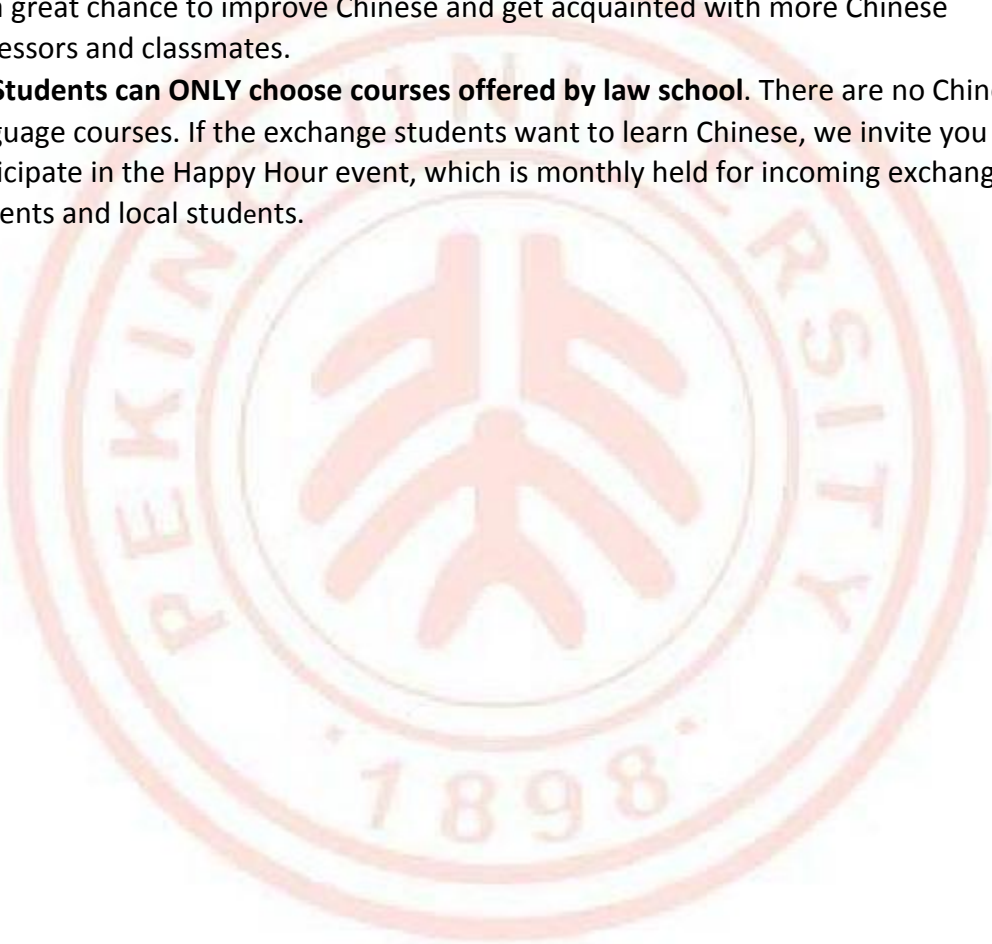 great chance to improve Chinese and get acquainted with more Chinese
essors and classmates.
Students can ONLY choose courses offered by law school. There are no Chine
guage courses. If the exchange students want to learn Chinese, we invite you
icipate in the Happy Hour event, which is monthly held for incoming exchang
ents and local students.
PEKING UNIVERSITY
1898